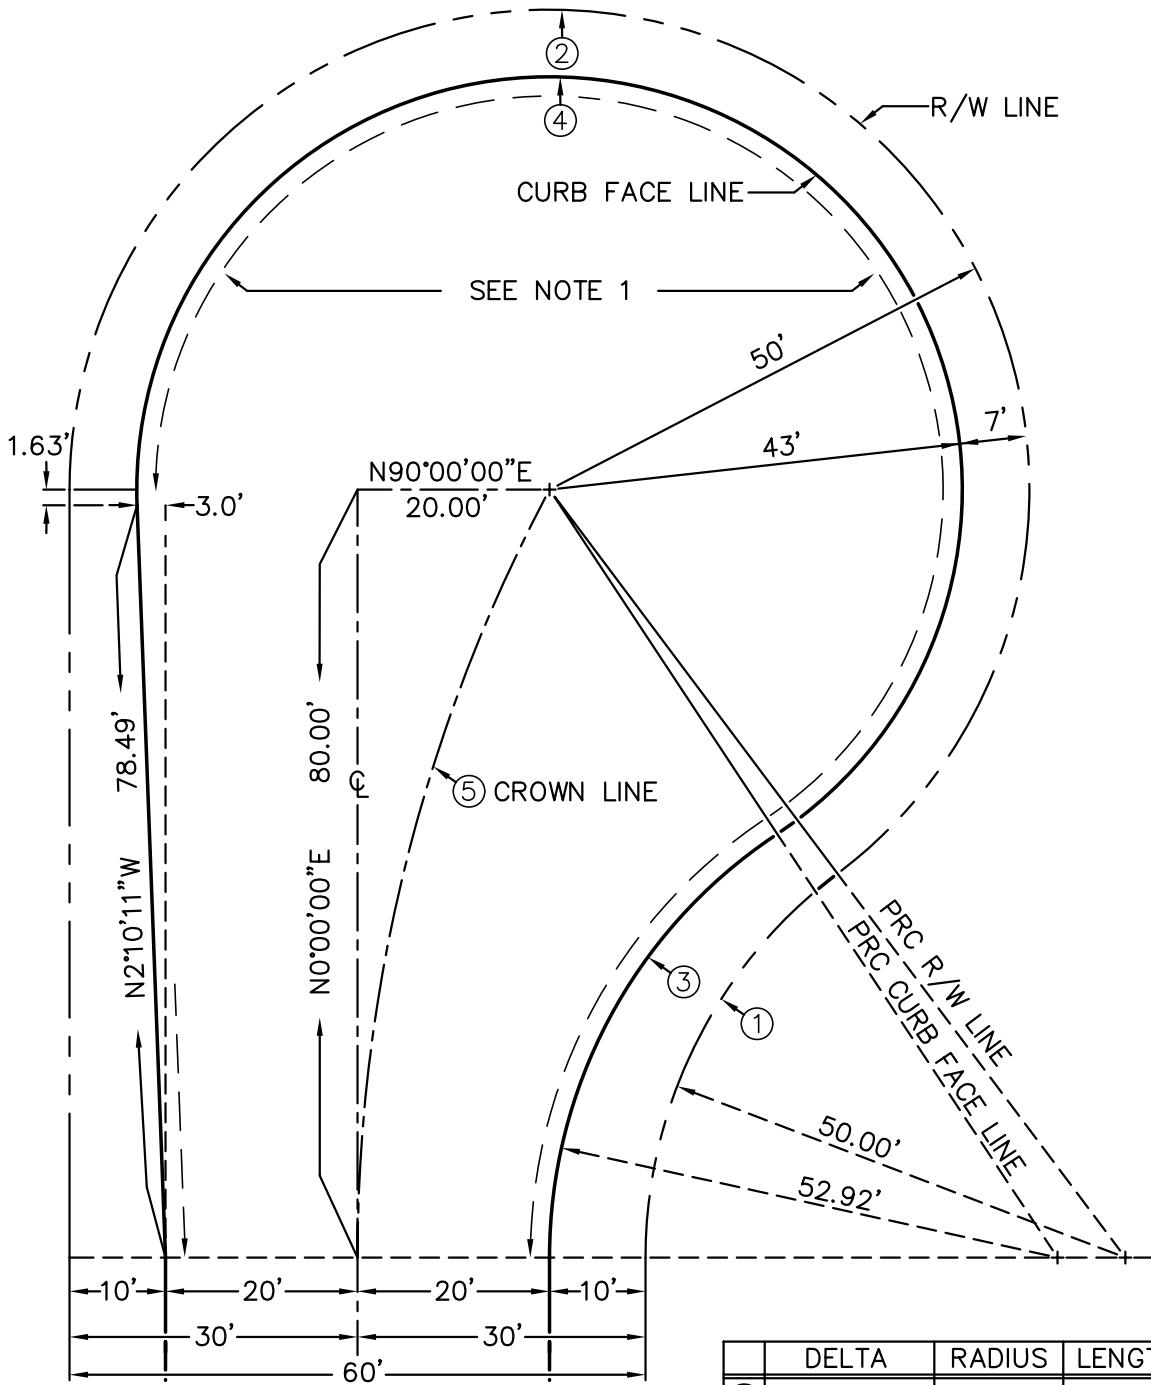 ②
④
R/W LINE
CURB FACE LINE
SEE NOTE 1
50'
7'
43'
1.63'
N90°00'00"E
20.00'
3.0'
78.49'
N2°10'11"W
80.00'
℄
N0°00'00"E
⑤ CROWN LINE
PRC R/W LINE
PRC CURB FACE LINE
③
①
50.00'
52.92'
10' 20' 20' 10'
30' 30'
60'
DELTA RADIUS